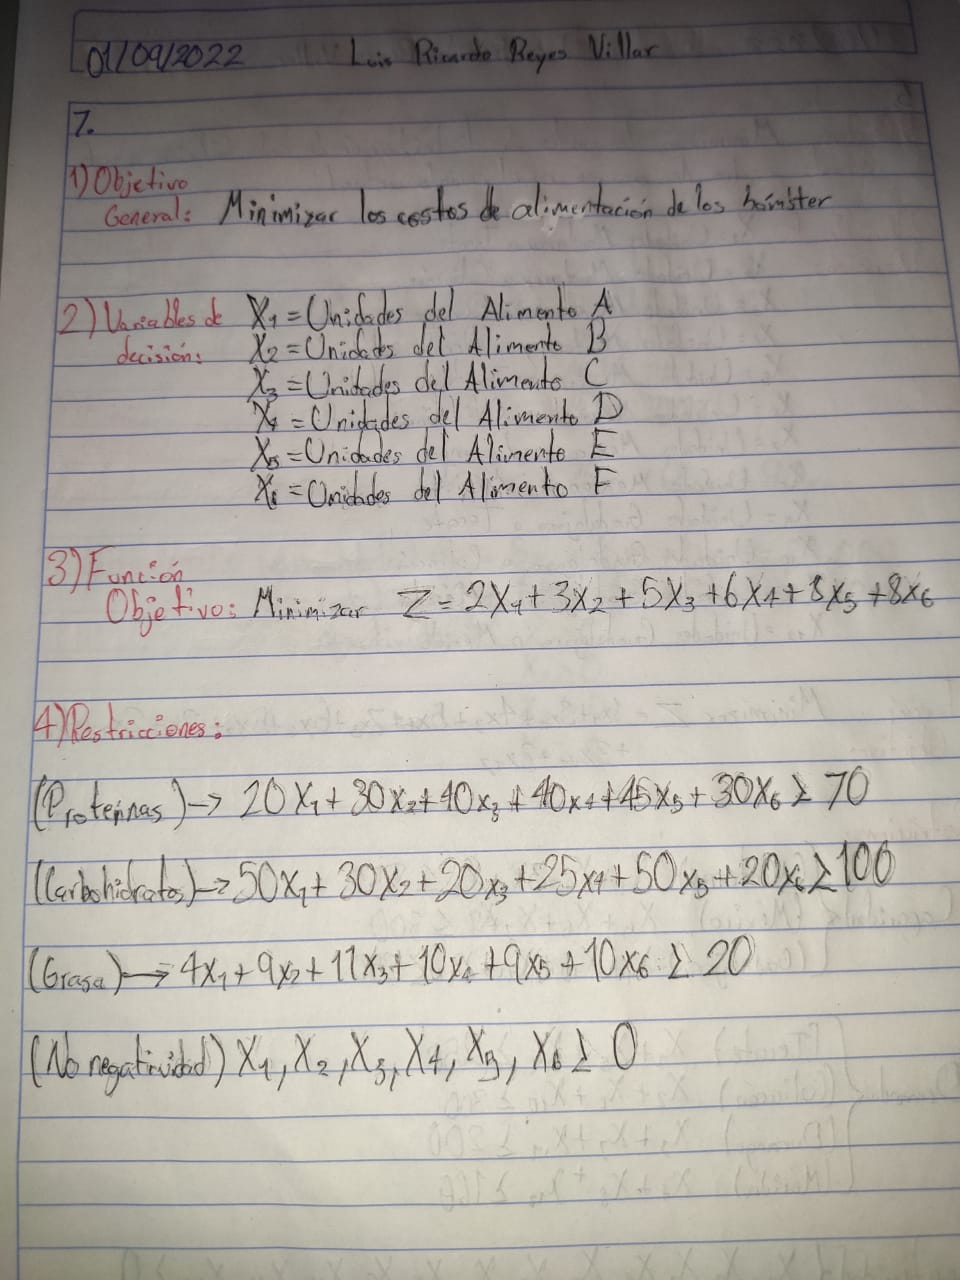 01/09/2022 Luis Ricardo Reyes Villar
7.
1) Objetivo
General: Minimizar los costos de alimentación de los hámster
2) Variables de
decisión:
X₁ = Unidades del Alimento A
X₂ = Unidades del Alimento B
X₃ = Unidades del Alimento C
X₄ = Unidades del Alimento D
X₅ = Unidades del Alimento E
X₆ = Unidades del Alimento F
3) Función
Objetivo: Minimizar Z = 2X₁ + 3X₂ + 5X₃ + 6X₄ + 8X₅ + 8X₆
4) Restricciones:
(Proteínas) → 20X₁ + 30X₂ + 40X₃ + 40X₄ + 45X₅ + 30X₆ ≥ 70
(Carbohidratos) → 50X₁ + 30X₂ + 20X₃ + 25X₄ + 50X₅ + 20X₆ ≥ 100
(Grasa) → 4X₁ + 9X₂ + 11X₃ + 10X₄ + 9X₅ + 10X₆ ≥ 20
(No negatividad) X₁, X₂, X₃, X₄, X₅, X₆ ≥ 0